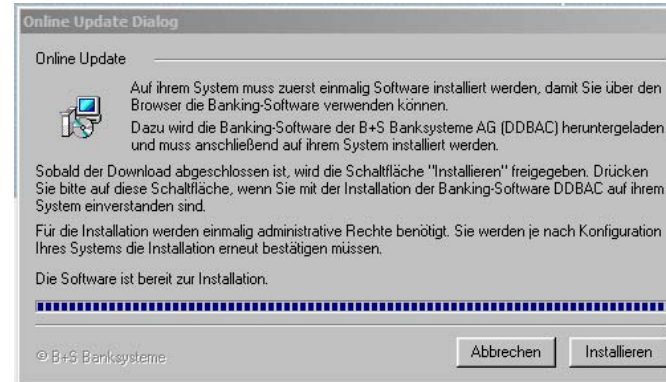 Online Update Dialog
Online Update
Auf ihrem System muss zuerst einmalig Software installiert werden, damit Sie über den
Browser die Banking-Software verwenden können.
Dazu wird die Banking-Software der B+S Banksysteme AG (DDBAC) heruntergeladen
und muss anschließend auf ihrem System installiert werden.
Sobald der Download abgeschlossen ist, wird die Schaltfläche "Installieren" freigegeben. Drücken
Sie bitte auf diese Schaltfläche, wenn Sie mit der Installation der Banking-Software DDBAC auf ihrem
System einverstanden sind.
Für die Installation werden einmalig administrative Rechte benötigt. Sie werden je nach Konfiguration
Ihres Systems die Installation erneut bestätigen müssen.
Die Software ist bereit zur Installation.
© B+S Banksysteme
Abbrechen
Installieren